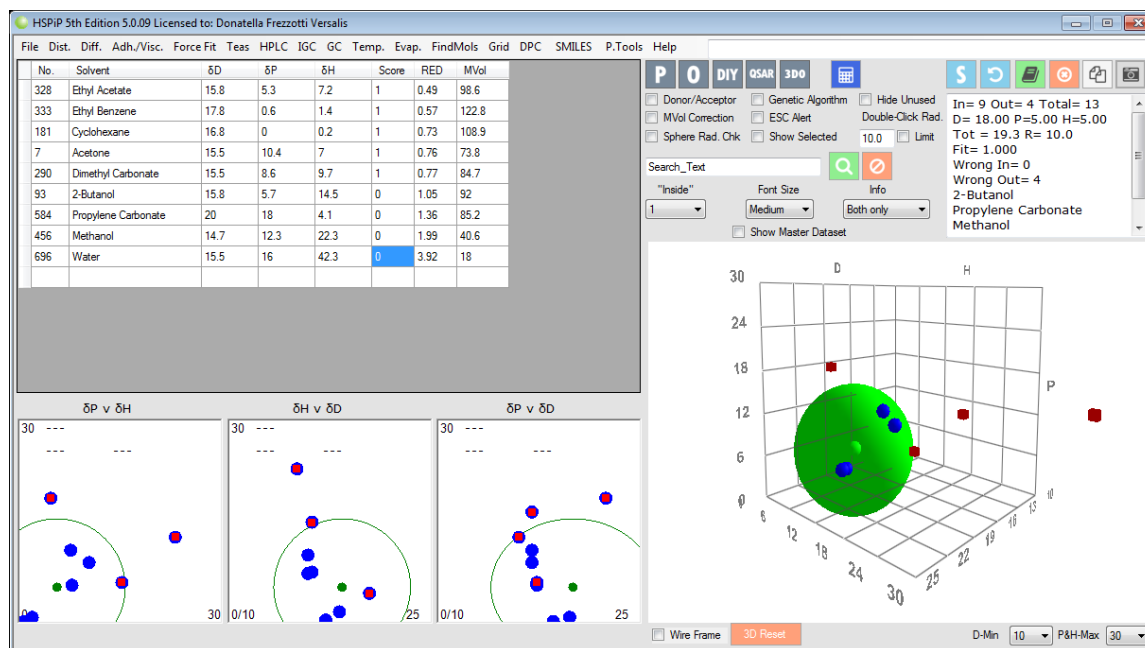 HSPiP 5th Edition 5.0.09 Licensed to: Donatella Frezzotti Versalis
File Dist. Diff. Adh./Visc. Force Fit Teas HPLC IGC GC Temp. Evap. FindMols Grid DPC SMILES P.Tools Help
No. Solvent δD δP δH Score RED MVol
328 Ethyl Acetate 15.8 5.3 7.2 1 0.49 98.6
333 Ethyl Benzene 17.8 0.6 1.4 1 0.57 122.8
181 Cyclohexane 16.8 0 0.2 1 0.73 108.9
7 Acetone 15.5 10.4 7 1 0.76 73.8
290 Dimethyl Carbonate 15.5 8.6 9.7 1 0.77 84.7
93 2-Butanol 15.8 5.7 14.5 0 1.05 92
584 Propylene Carbonate 20 18 4.1 0 1.36 85.2
456 Methanol 14.7 12.3 22.3 0 1.99 40.6
696 Water 15.5 16 42.3 0 3.92 18
P O DIY QSAR 3DO S
Donor/Acceptor Genetic Algorithm Hide Unused
MVol Correction ESC Alert Double-Click Rad.
Sphere Rad. Chk Show Selected 10.0 Limit
Search_Text
"Inside" Font Size Info
1 Medium Both only
Show Master Dataset
In= 9 Out= 4 Total= 13
D= 18.00 P=5.00 H=5.00
Tot = 19.3 R= 10.0
Fit= 1.000
Wrong In= 0
Wrong Out= 4
2-Butanol
Propylene Carbonate
Methanol
δP v δH
30 ---
--- ---
0 30
δH v δD
30 ---
--- ---
0/10 25
δP v δD
30 ---
--- ---
0/10 25
D H
30
24
18
12
6
0
P
6 12 18 24 30
25 22 19 16 13 10
Wire Frame 3D Reset D-Min 10 P&H-Max 30